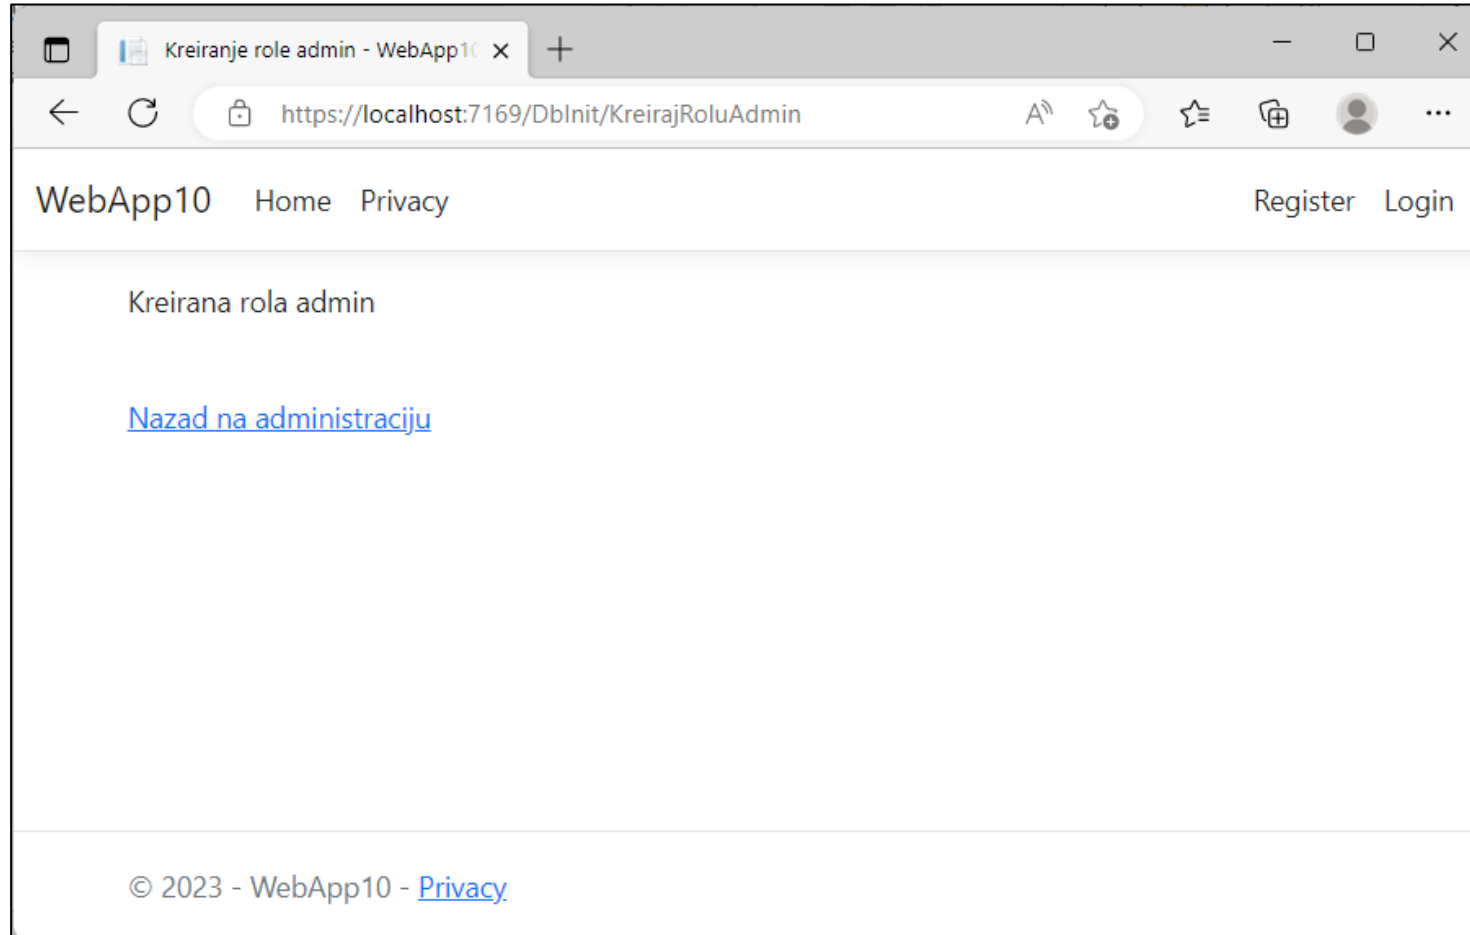 Kreiranje role admin - WebApp10
https://localhost:7169/DbInit/KreirajRoluAdmin
WebApp10 Home Privacy Register Login
Kreirana rola admin
Nazad na administraciju
© 2023 - WebApp10 - Privacy